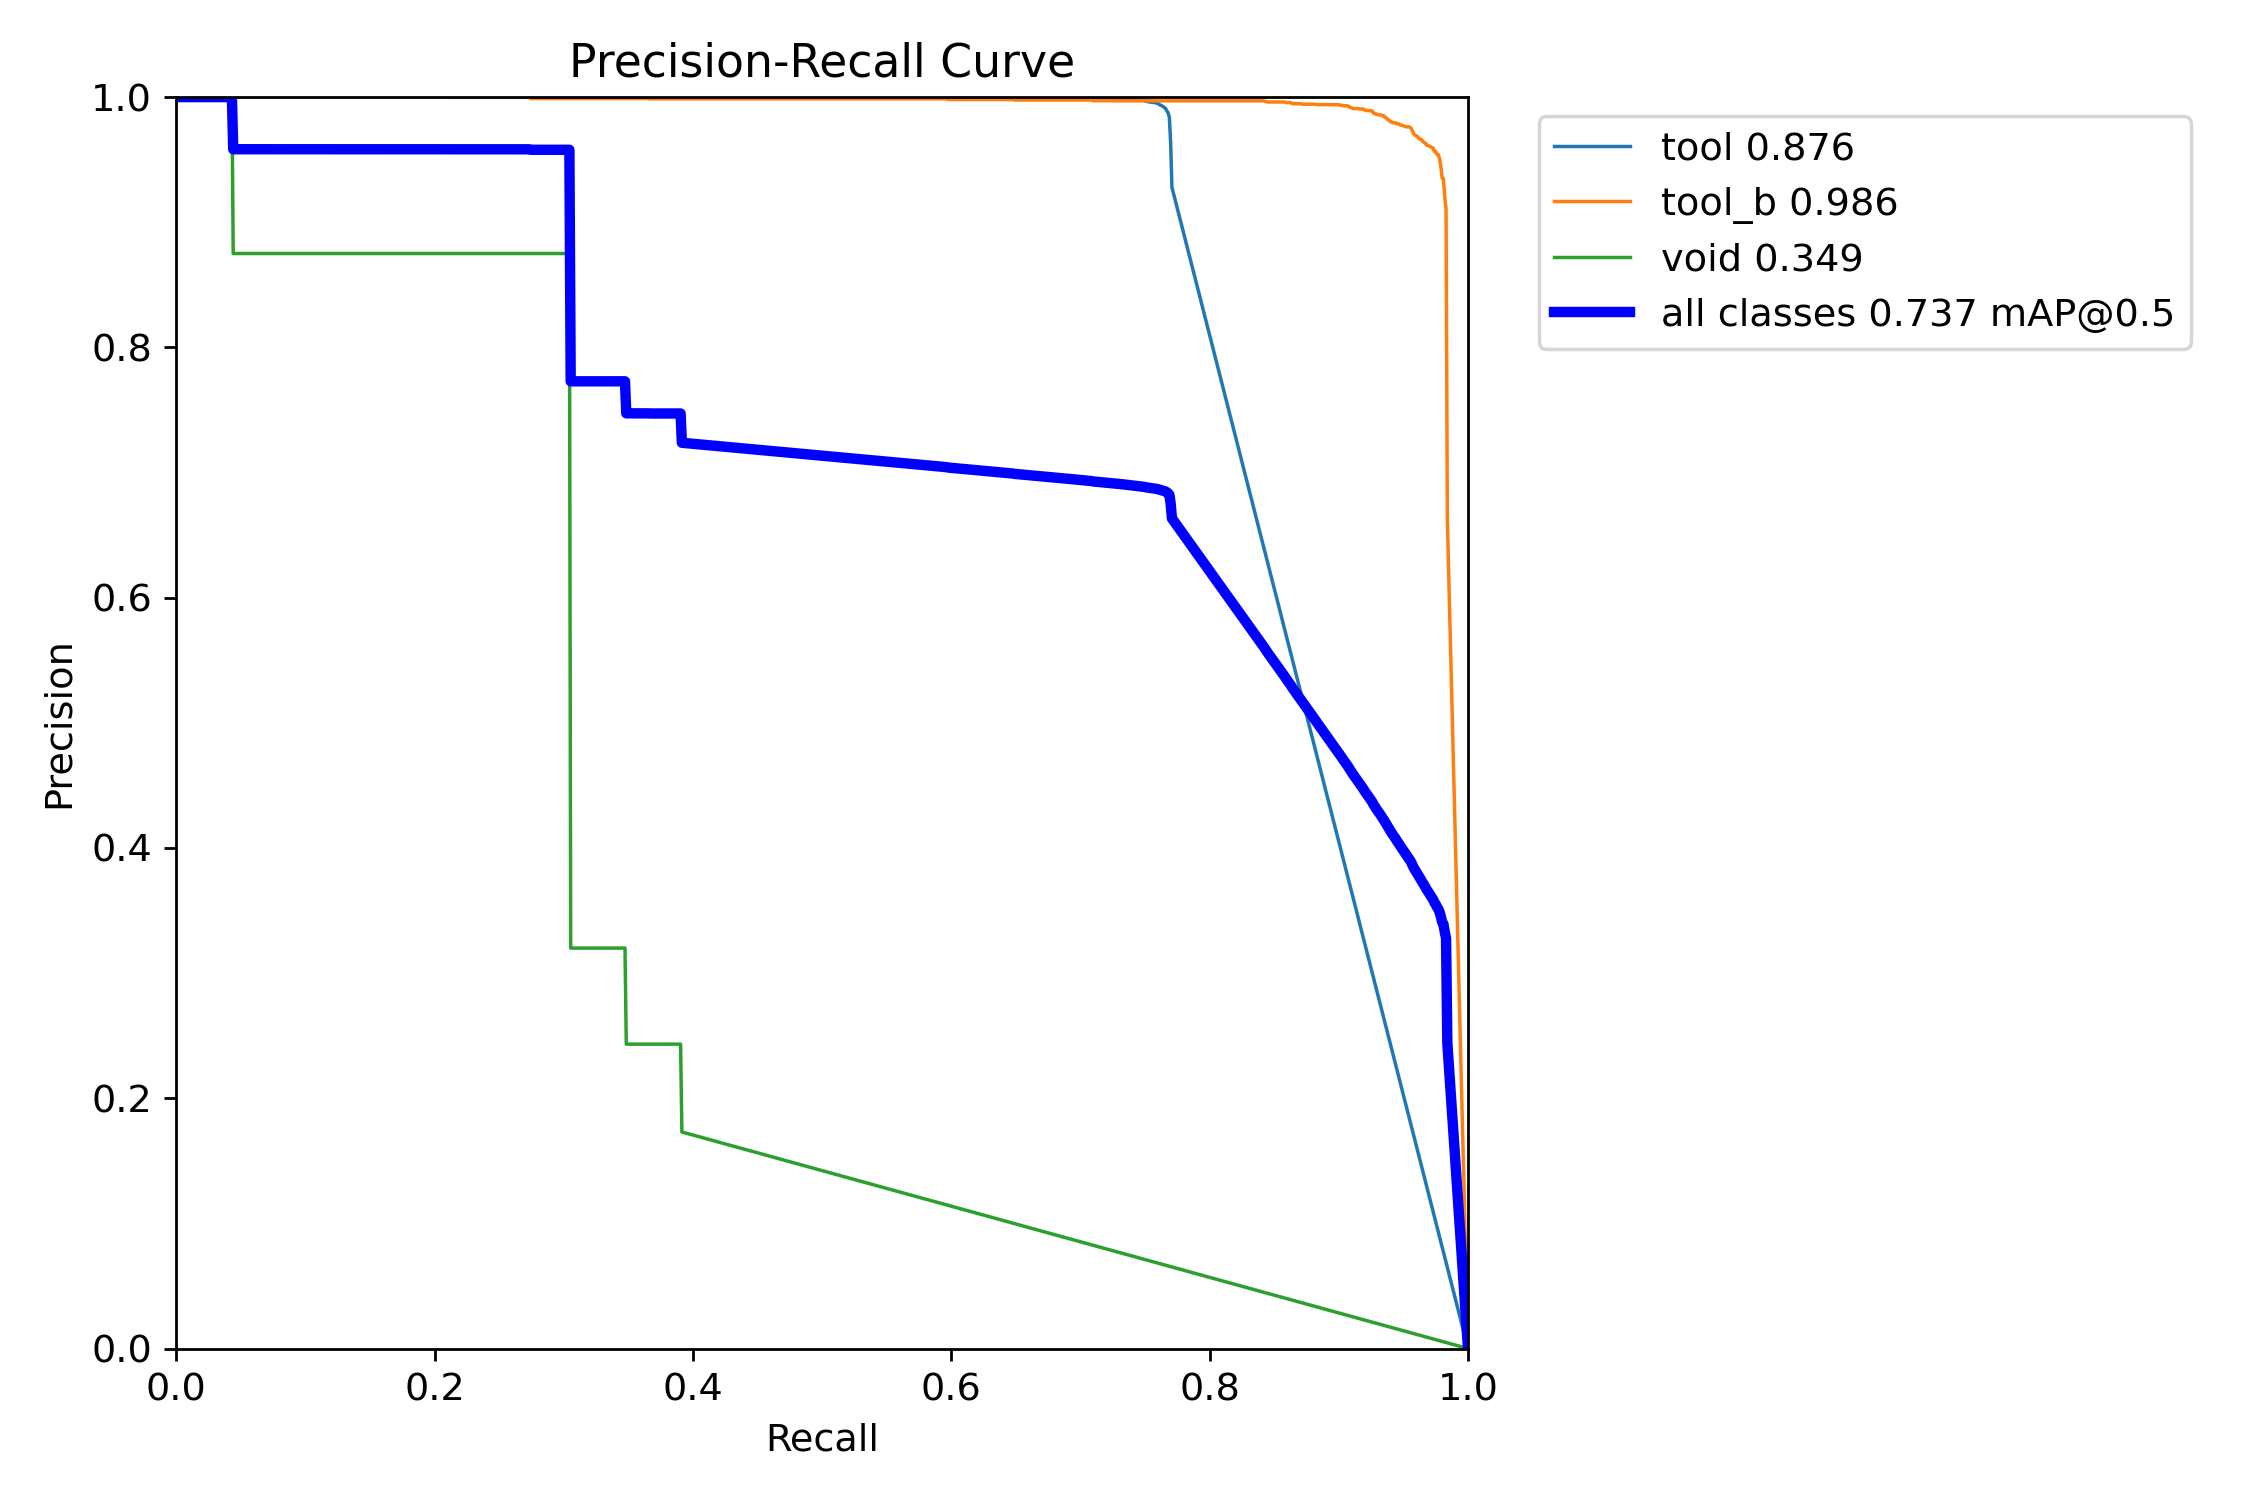 Precision-Recall Curve
1.0
0.8
0.6
0.4
0.2
0.0
Precision
0.0 0.2 0.4 0.6 0.8 1.0
Recall
tool 0.876
tool_b 0.986
void 0.349
all classes 0.737 mAP@0.5